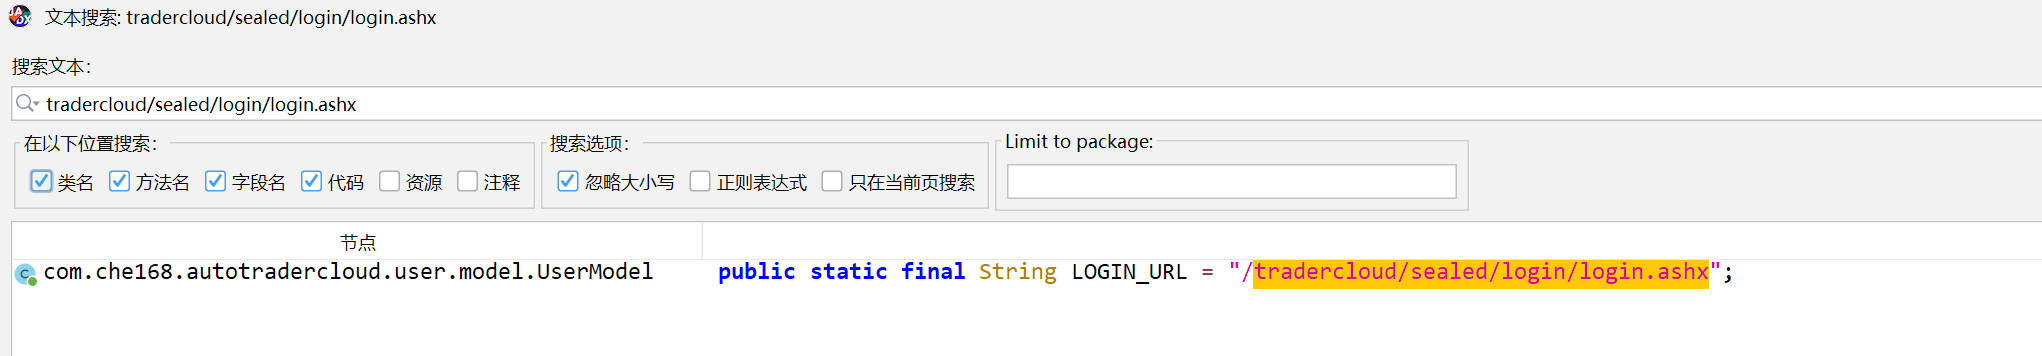 文本搜索: tradercloud/sealed/login/login.ashx
搜索文本:
tradercloud/sealed/login/login.ashx
在以下位置搜索: 搜索选项: Limit to package:
类名 方法名 字段名 代码 资源 注释 忽略大小写 正则表达式 只在当前页搜索
节点
com.che168.autotradercloud.user.model.UserModel public static final String LOGIN_URL = "/tradercloud/sealed/login/login.ashx";